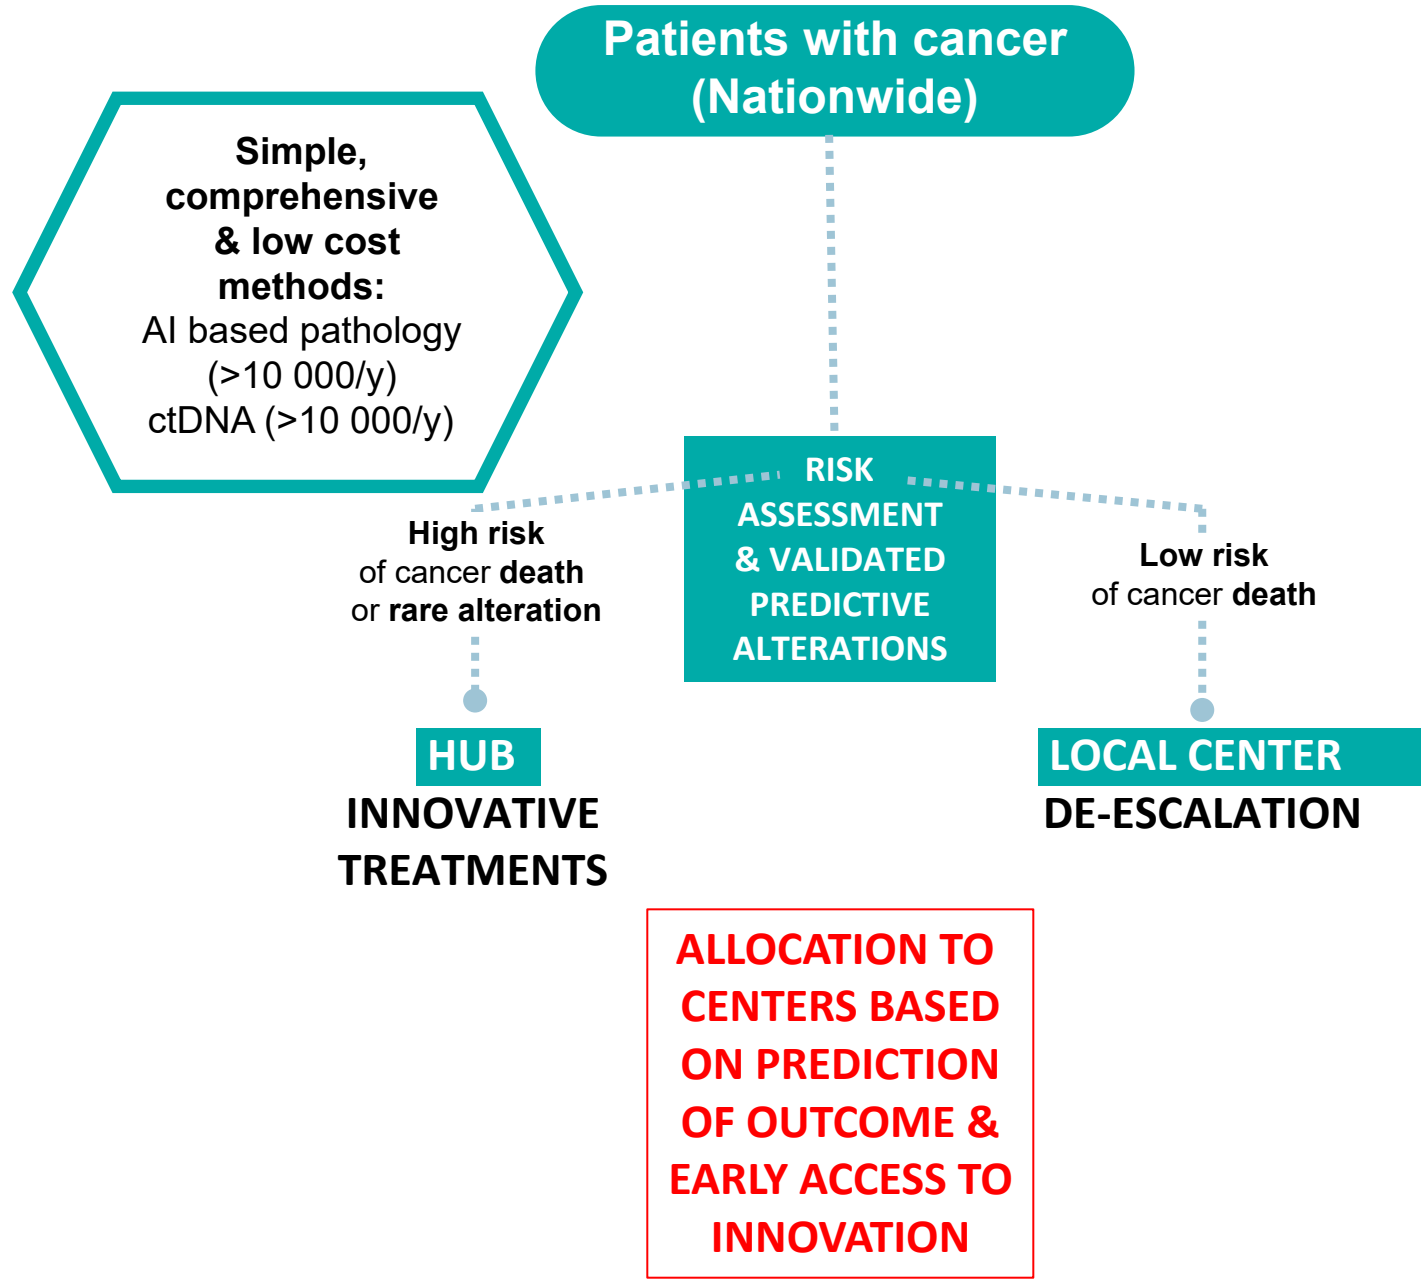 Patients with cancer
(Nationwide)
Simple,
comprehensive
& low cost
methods:
AI based pathology
(>10 000/y)
ctDNA (>10 000/y)
RISK
ASSESSMENT
& VALIDATED
PREDICTIVE
ALTERATIONS
High risk
of cancer death
or rare alteration
Low risk
of cancer death
HUB
INNOVATIVE
TREATMENTS
LOCAL CENTER
DE-ESCALATION
ALLOCATION TO
CENTERS BASED
ON PREDICTION
OF OUTCOME &
EARLY ACCESS TO
INNOVATION